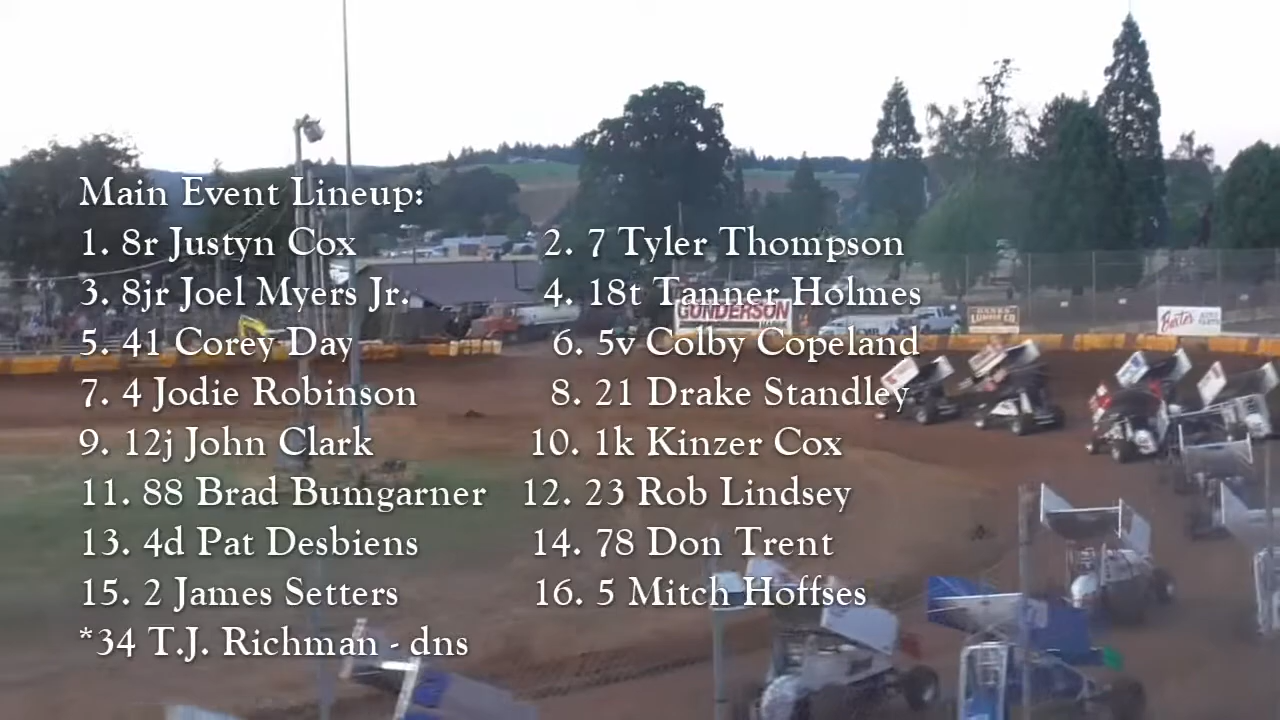 Main Event Lineup:
1. 8r Justyn Cox 2. 7 Tyler Thompson
3. 8jr Joel Myers Jr. 4. 18t Tanner Holmes
GUNDERSON
5. 41 Corey Day 6. 5v Colby Copeland
7. 4 Jodie Robinson 8. 21 Drake Standley
9. 12j John Clark 10. 1k Kinzer Cox
11. 88 Brad Bumgarner 12. 23 Rob Lindsey
13. 4d Pat Desbiens 14. 78 Don Trent
15. 2 James Setters 16. 5 Mitch Hoffses
*34 T.J. Richman - dns